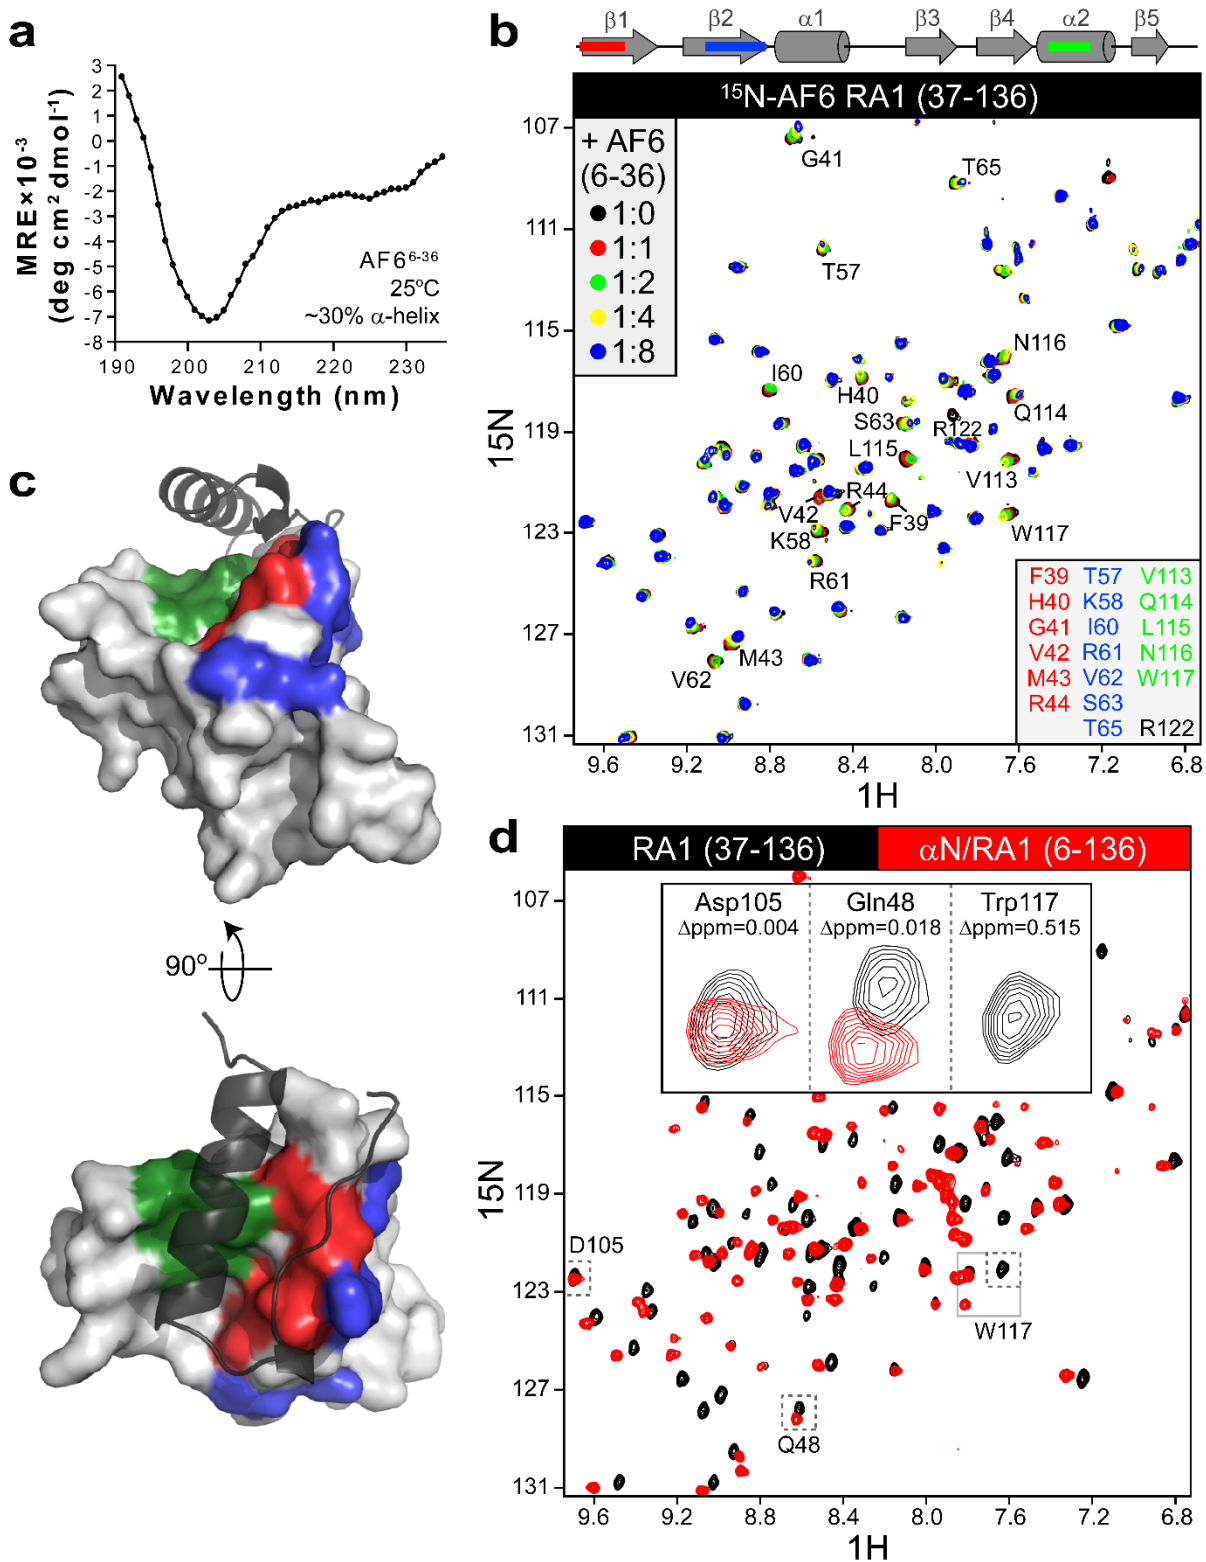 a
MRE×10⁻³
(deg cm² dmol⁻¹)
3
2
1
0
-1
-2
-3
-4
-5
-6
-7
-8
190 200 210 220 230
Wavelength (nm)
AF6⁶⁻³⁶
25ºC
~30% α-helix
b
β1 β2 α1 β3 β4 α2 β5
¹⁵N-AF6 RA1 (37-136)
+ AF6
(6-36)
1:0
1:1
1:2
1:4
1:8
15N
107
111
115
119
123
127
131
G41
T65
T57
N116
I60
H40
Q114
S63
R122
L115
V113
V42
R44
F39
K58
W117
R61
M43
V62
F39 T57 V113
H40 K58 Q114
G41 I60 L115
V42 R61 N116
M43 V62 W117
R44 S63
T65 R122
9.6 9.2 8.8 8.4 8.0 7.6 7.2 6.8
1H
c
90º
d
RA1 (37-136) αN/RA1 (6-136)
Asp105 Gln48 Trp117
Δppm=0.004 Δppm=0.018 Δppm=0.515
15N
107
111
115
119
123
127
131
D105
W117
Q48
9.6 9.2 8.8 8.4 8.0 7.6 7.2 6.8
1H